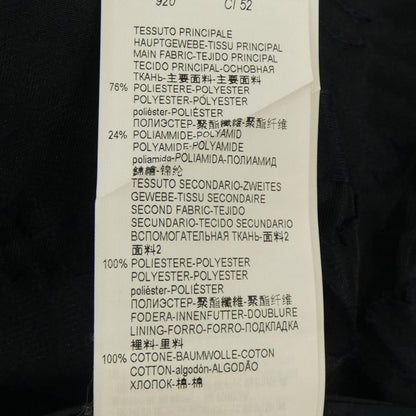 920 CI 52
TESSUTO PRINCIPALE
HAUPTGEWEBE-TISSU PRINCIPAL
MAIN FABRIC-TEJIDO PRINCIPAL
TECIDO PRINCIPAL-ОСНОВНАЯ
ТКАНЬ-主要面料-主要面料
76% POLIESTERE-POLYESTER
POLYESTER-POLYESTER
poliéster-POLIÉSTER
ПОЛИЭСТЕР-聚酯纖維-聚酯纤维
24% POLIAMMIDE-POLYAMID
POLYAMIDE-POLYAMIDE
poliamida-POLIAMIDA-ПОЛИАМИД
錦綸-锦纶
TESSUTO SECONDARIO-ZWEITES
GEWEBE-TISSU SECONDAIRE
SECOND FABRIC-TEJIDO
SECUNDARIO-TECIDO SECUNDARIO
ВСПОМОГАТЕЛЬНАЯ ТКАНЬ-面料2
面料2
100% POLIESTERE-POLYESTER
POLYESTER-POLYESTER
poliéster-POLIÉSTER
ПОЛИЭСТЕР-聚酯纖維-聚酯纤维
FODERA-INNENFUTTER-DOUBLURE
LINING-FORRO-FORRO-ПОДКЛАДКА
裡料-里料
100% COTONE-BAUMWOLLE-COTON
COTTON-algodón-ALGODÃO
ХЛОПОК-棉-棉